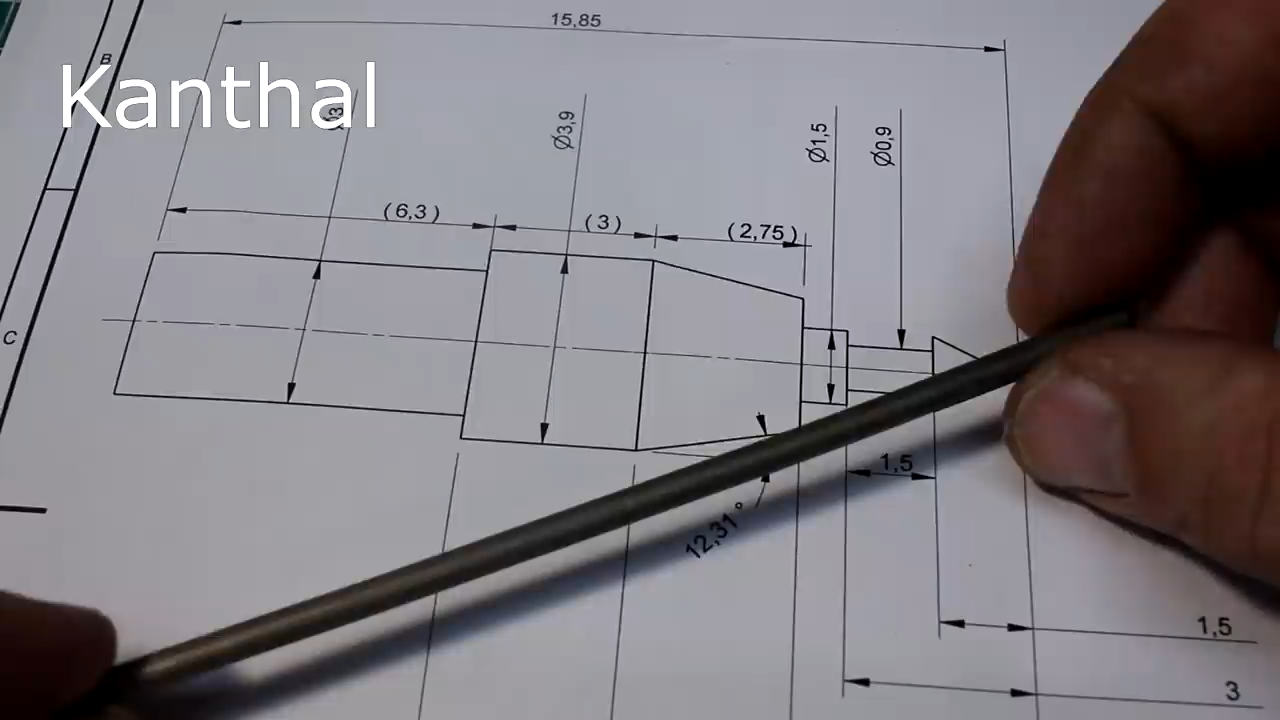 15,85
B
Kanthal
Ø3
Ø3,9
Ø1,5
Ø0,9
(6,3)
(3)
(2,75)
C
1,5
12,31°
1,5
3